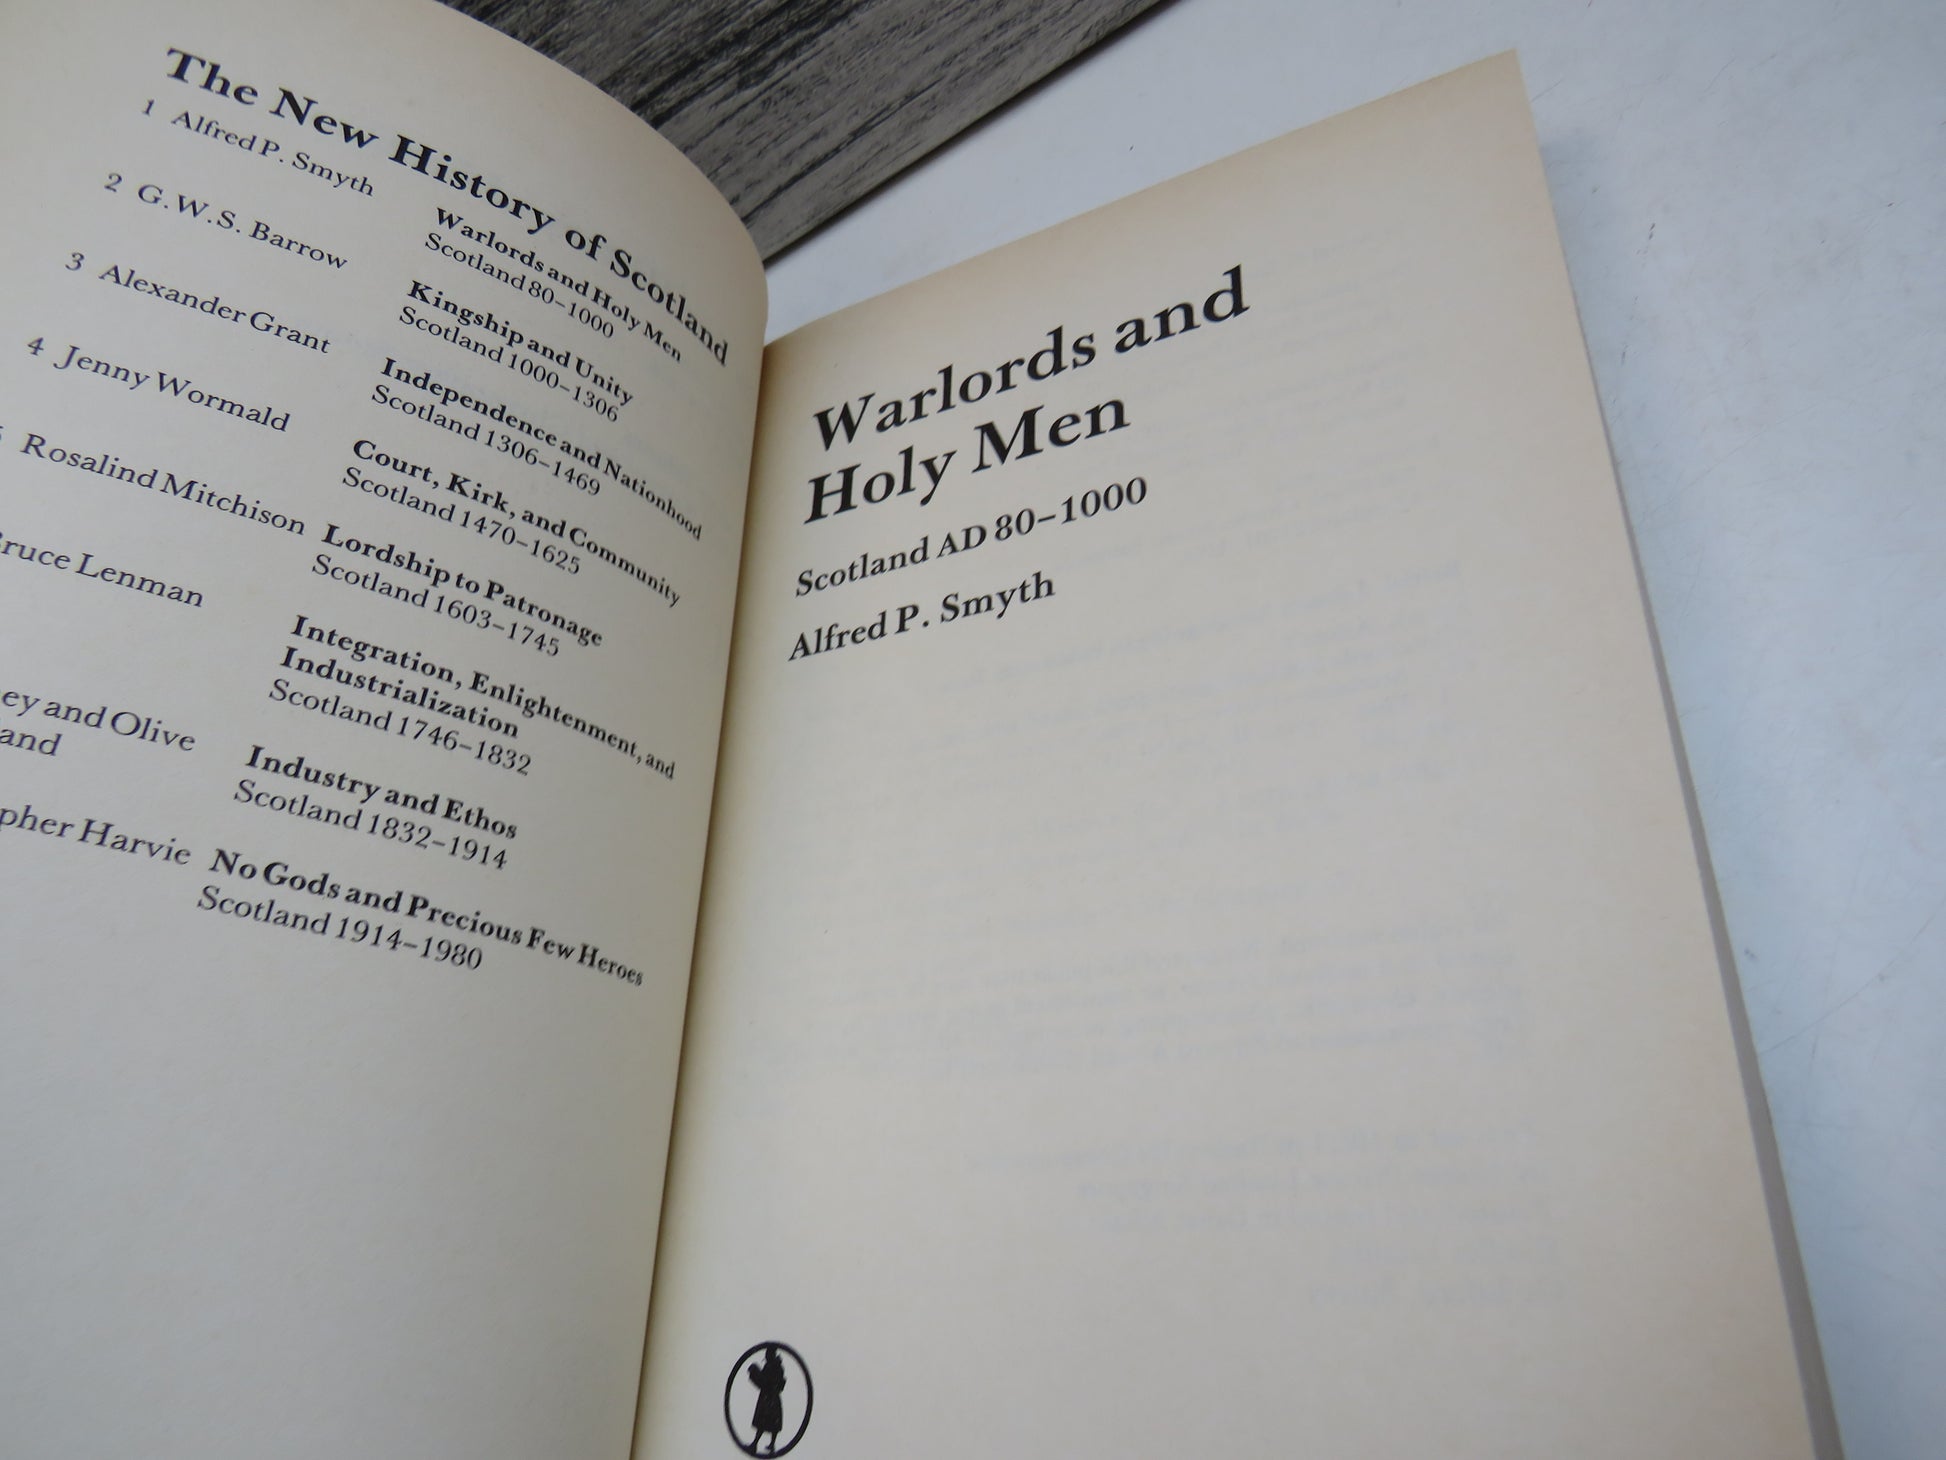 The New History of Scotland
1 Alfred P. Smyth
Warlords and Holy Men
Scotland 80–1000
2 G.W.S. Barrow
Kingship and Unity
Scotland 1000–1306
3 Alexander Grant
Independence and Nationhood
Scotland 1306–1469
4 Jenny Wormald
Court, Kirk, and Community
Scotland 1470–1625
Rosalind Mitchison
Lordship to Patronage
Scotland 1603–1745
ruce Lenman
Integration, Enlightenment, and
Industrialization
Scotland 1746–1832
ey and Olive
and
Industry and Ethos
Scotland 1832–1914
pher Harvie
No Gods and Precious Few Heroes
Scotland 1914–1980
Warlords and
Holy Men
Scotland AD 80–1000
Alfred P. Smyth